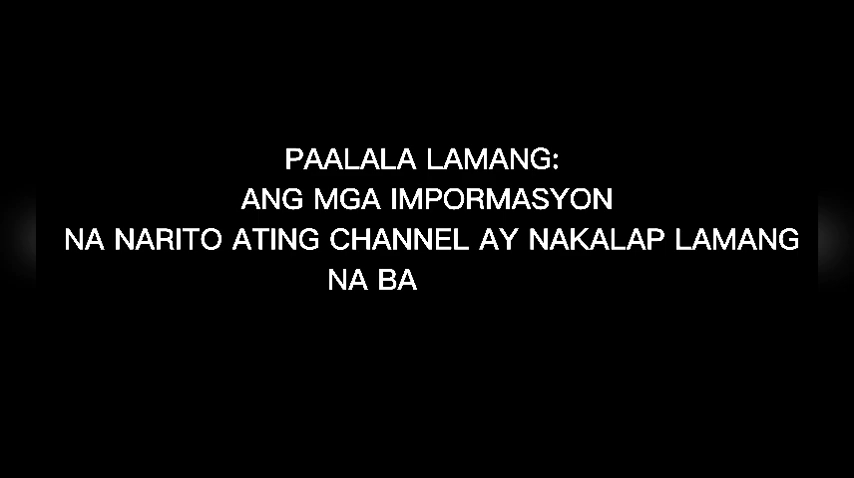 PAALALA LAMANG:
ANG MGA IMPORMASYON
NA NARITO ATING CHANNEL AY NAKALAP LAMANG
NA BA